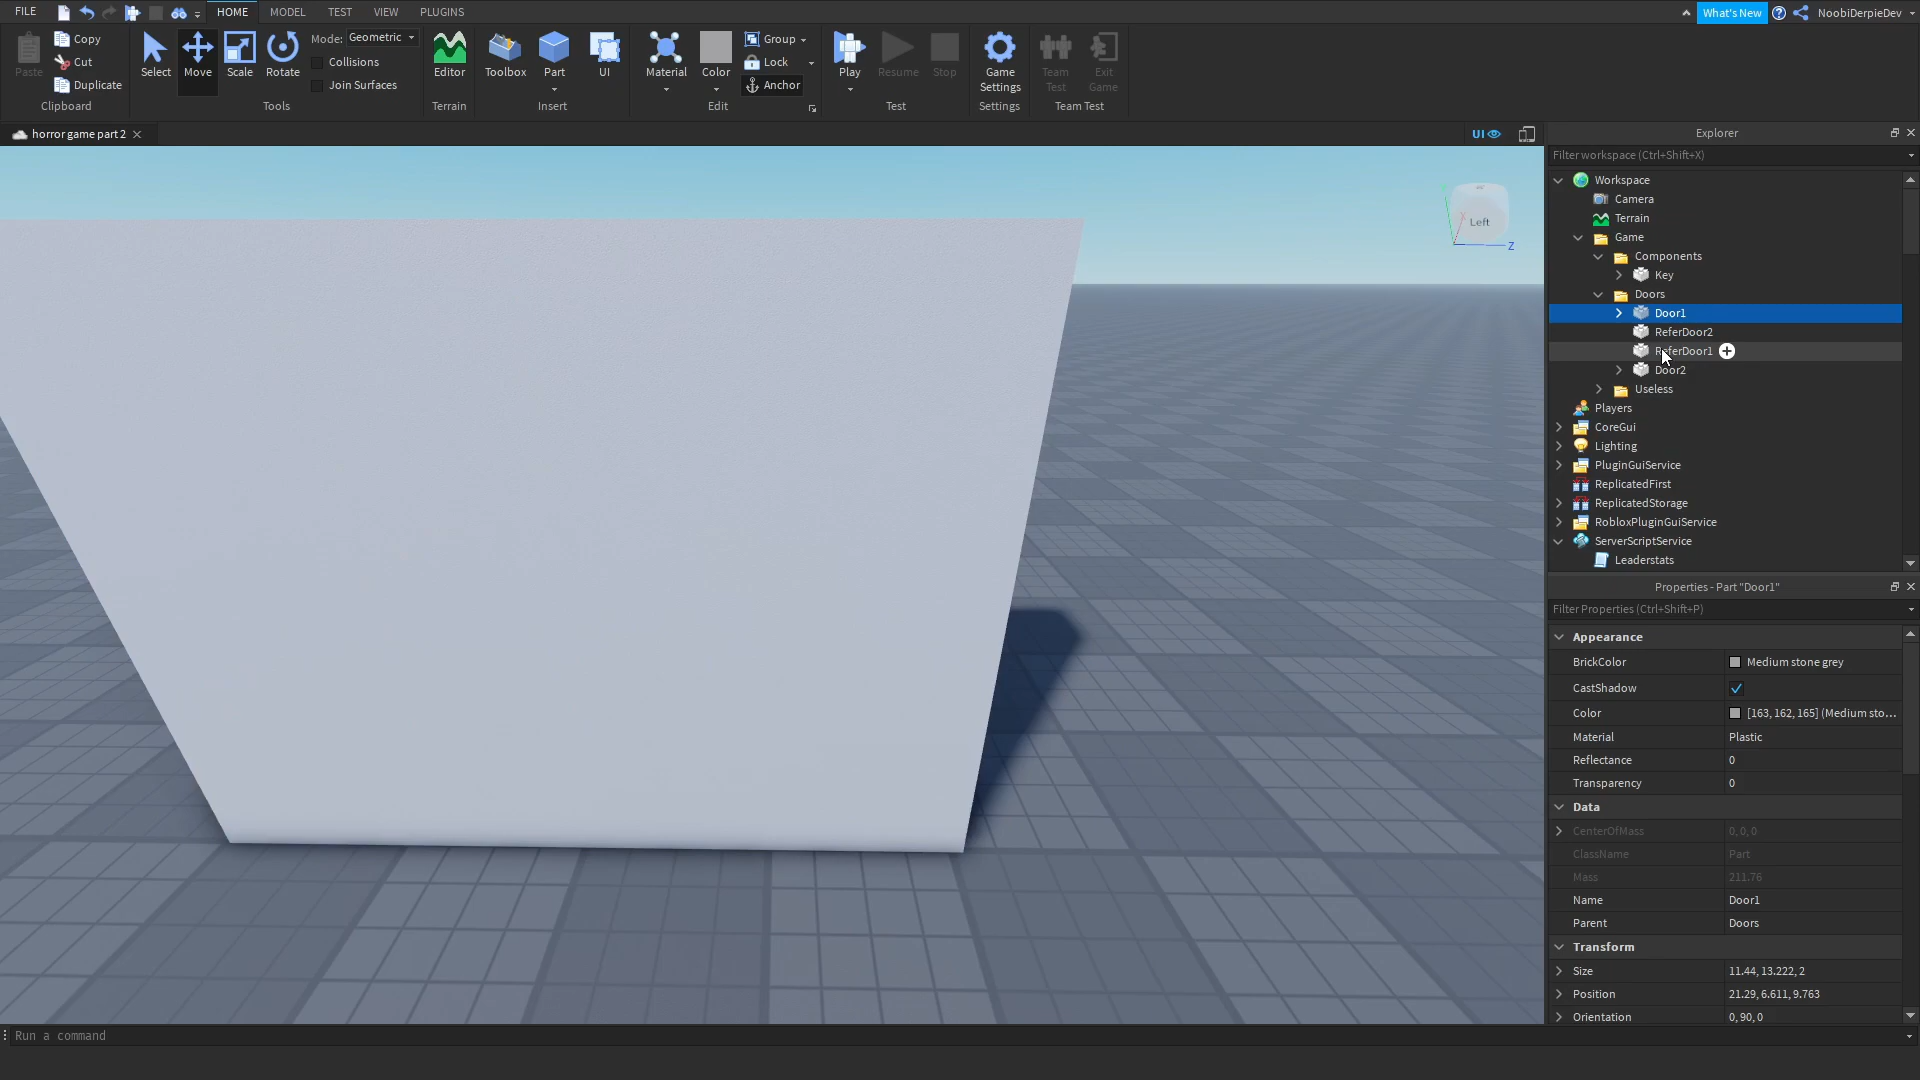 FILE
HOME MODEL TEST VIEW PLUGINS
What's New NoobiDerpieDev
Paste Copy Cut Duplicate
Clipboard
Select Move Scale Rotate
Mode: Geometric
Collisions
Join Surfaces
Tools
Editor
Terrain
Toolbox Part UI
Insert
Material Color Group Lock Anchor
Edit
Play Resume Stop
Test
Game Settings
Settings
Team Test Exit Game
Team Test
horror game part 2
UI
Left
X
Z
Explorer
Filter workspace (Ctrl+Shift+X)
Workspace
Camera
Terrain
Game
Components
Key
Doors
Door1
ReferDoor2
ReferDoor1
Door2
Useless
Players
CoreGui
Lighting
PluginGuiService
ReplicatedFirst
ReplicatedStorage
RobloxPluginGuiService
ServerScriptService
Leaderstats
Properties - Part "Door1"
Filter Properties (Ctrl+Shift+P)
Appearance
BrickColor Medium stone grey
CastShadow
Color [163, 162, 165] (Medium sto...
Material Plastic
Reflectance 0
Transparency 0
Data
CenterOfMass 0, 0, 0
ClassName Part
Mass 211.76
Name Door1
Parent Doors
Transform
Size 11.44, 13.222, 2
Position 21.29, 6.611, 9.763
Orientation 0, 90, 0
Run a command